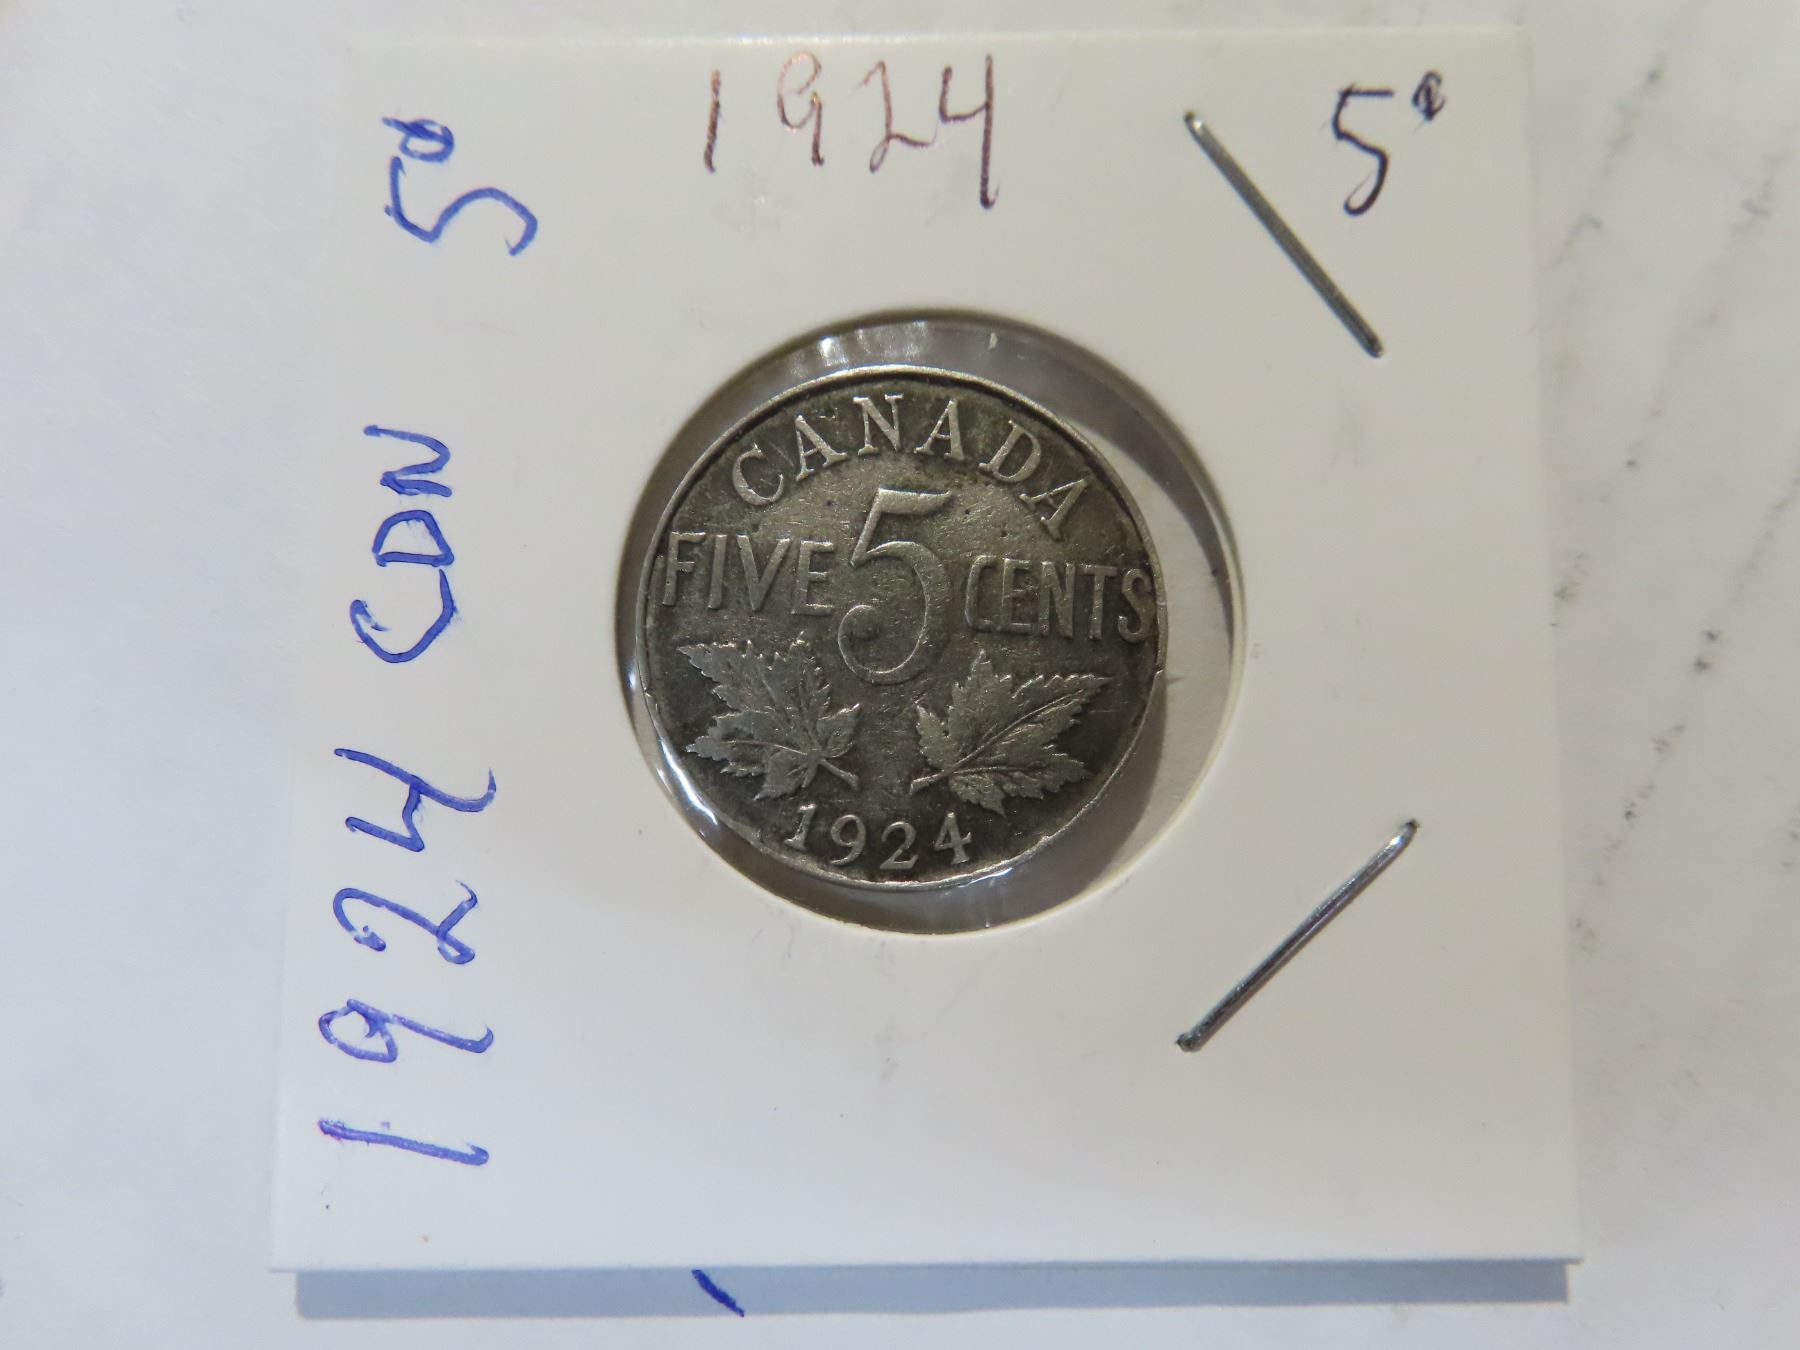 1924
5¢
1924 CDN 5¢
CANADA
FIVE 5 CENTS
1924